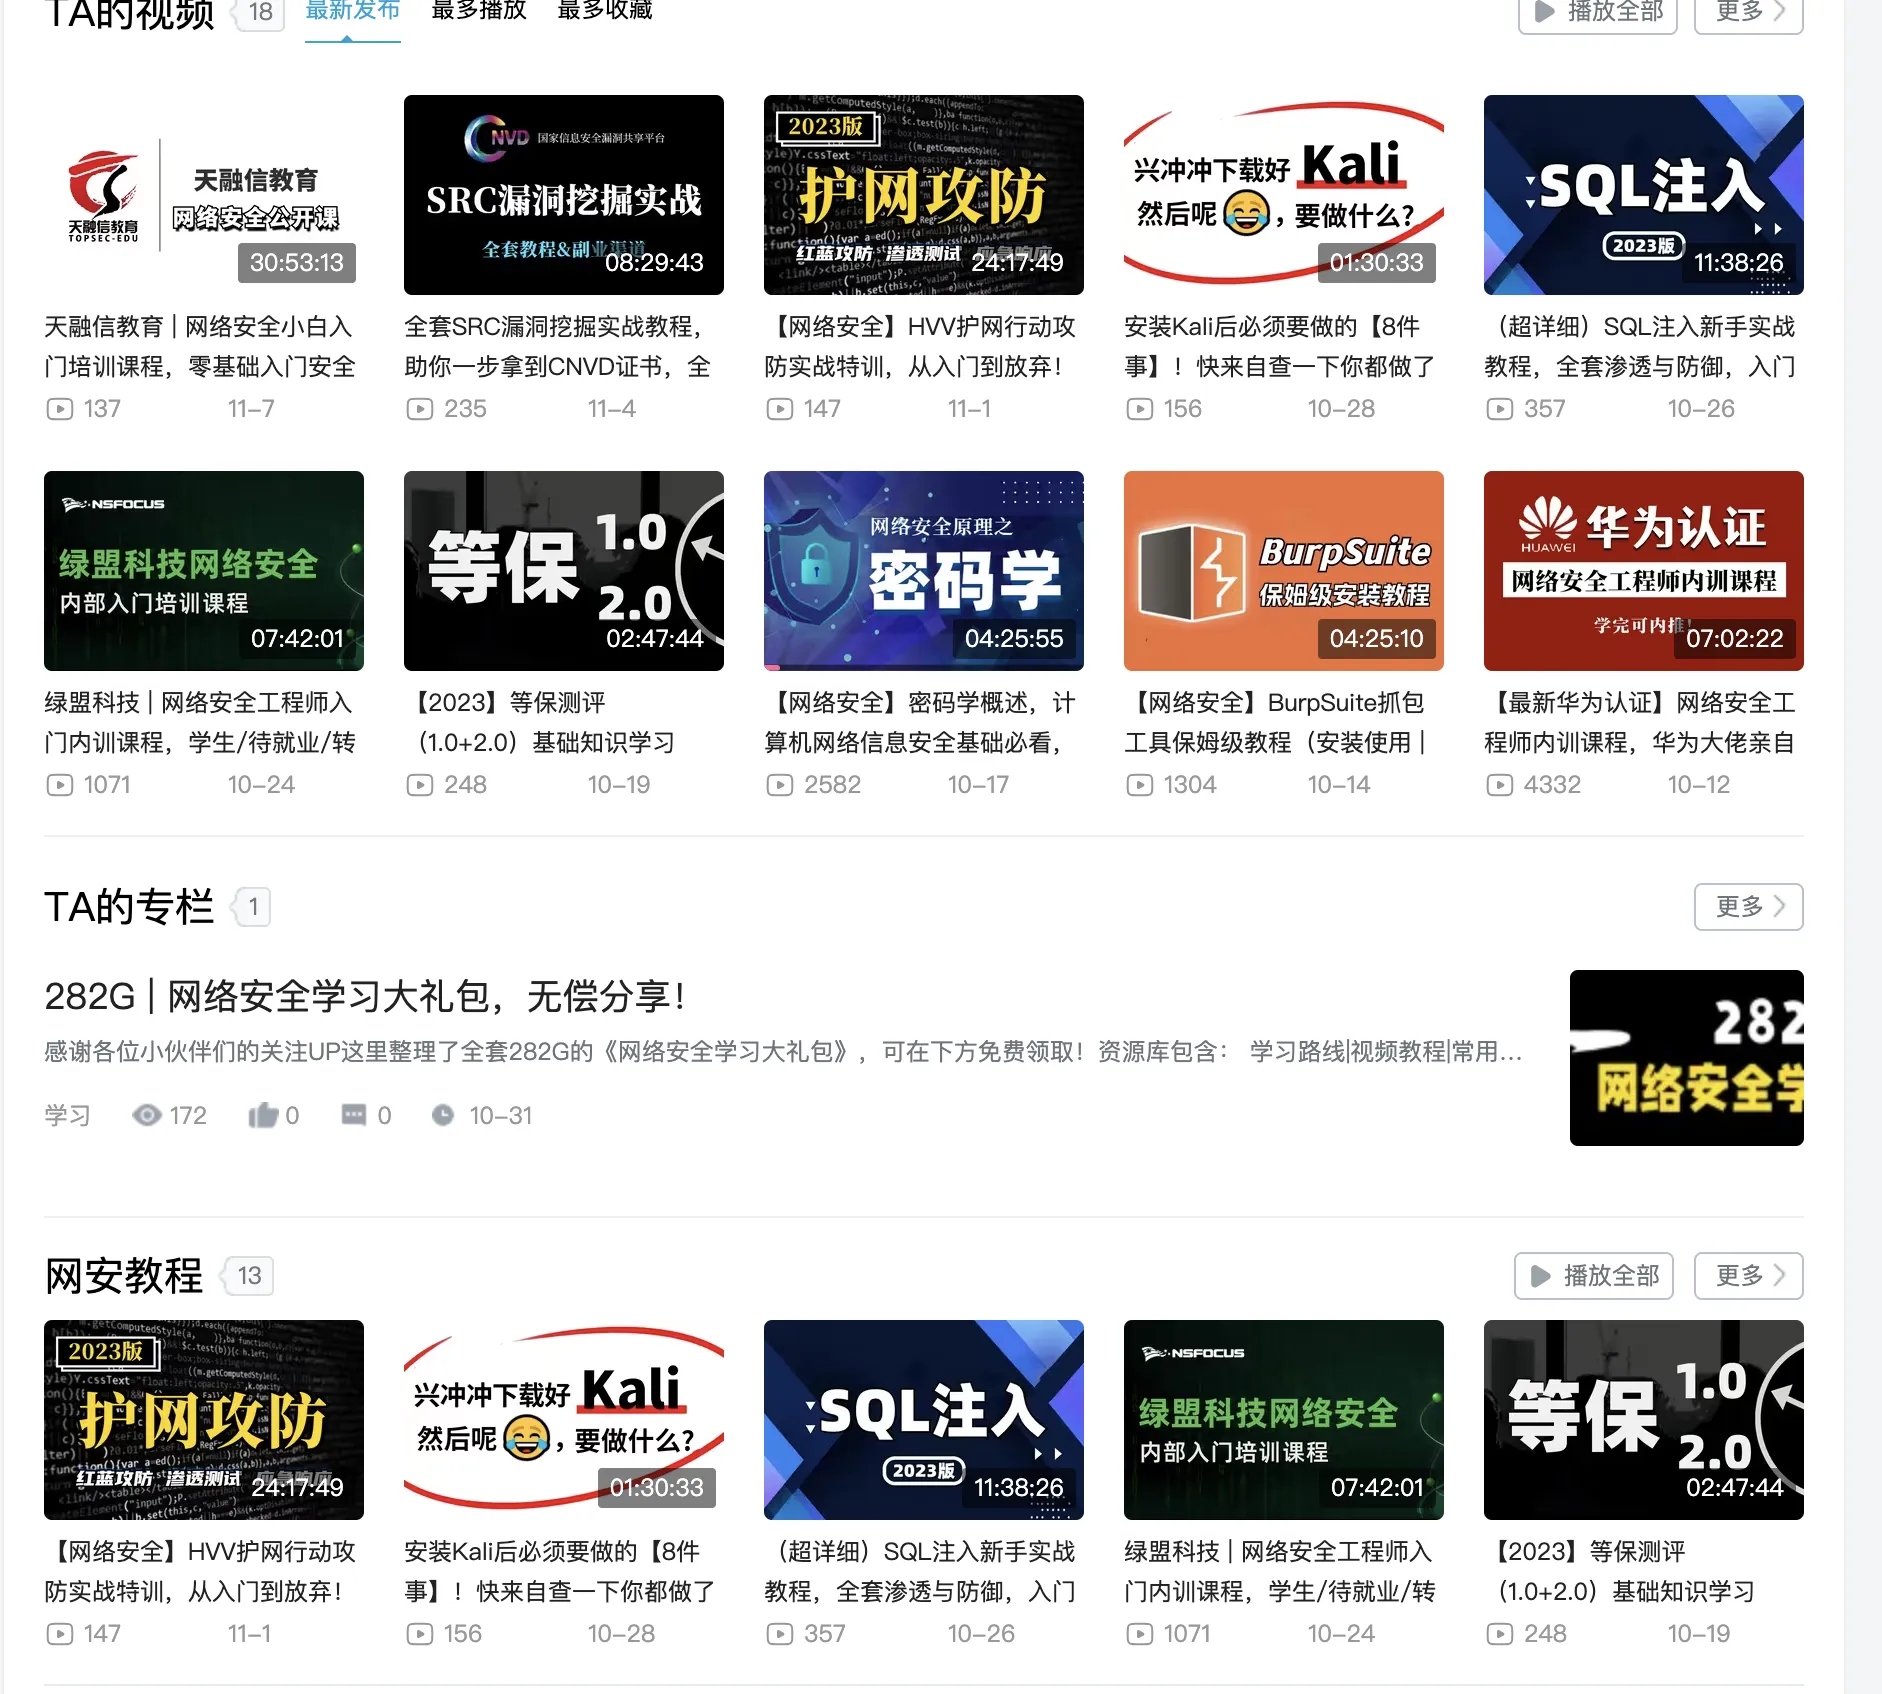 TA的视频 18 最新发布 最多播放 最多收藏 播放全部 更多
天融信教育
TOPSEC-EDU
天融信教育
网络安全公开课
30:53:13
天融信教育 | 网络安全小白入
门培训课程，零基础入门安全
137 11-7
CNVD 国家信息安全漏洞共享平台
SRC漏洞挖掘实战
全套教程&副业渠道
08:29:43
全套SRC漏洞挖掘实战教程，
助你一步拿到CNVD证书，全
235 11-4
2023版
护网攻防
红蓝攻防 渗透测试 应急响应
24:17:49
【网络安全】HVV护网行动攻
防实战特训，从入门到放弃！
147 11-1
兴冲冲下载好 Kali
然后呢😂，要做什么?
01:30:33
安装Kali后必须要做的【8件
事】！快来自查一下你都做了
156 10-28
SQL注入
2023版
11:38:26
（超详细）SQL注入新手实战
教程，全套渗透与防御，入门
357 10-26
NSFOCUS
绿盟科技网络安全
内部入门培训课程
07:42:01
绿盟科技 | 网络安全工程师入
门内训课程，学生/待就业/转
1071 10-24
等保 1.0
2.0
02:47:44
【2023】等保测评
（1.0+2.0）基础知识学习
248 10-19
网络安全原理之
密码学
04:25:55
【网络安全】密码学概述，计
算机网络信息安全基础必看，
2582 10-17
BurpSuite
保姆级安装教程
04:25:10
【网络安全】BurpSuite抓包
工具保姆级教程（安装使用 |
1304 10-14
HUAWEI 华为认证
网络安全工程师内训课程
学完可内推!
07:02:22
【最新华为认证】网络安全工
程师内训课程，华为大佬亲自
4332 10-12
TA的专栏 1 更多
282G | 网络安全学习大礼包，无偿分享！
感谢各位小伙伴们的关注UP这里整理了全套282G的《网络安全学习大礼包》，可在下方免费领取！资源库包含： 学习路线|视频教程|常用...
学习 172 0 0 10-31
282
网络安全学
网安教程 13 播放全部 更多
2023版
护网攻防
红蓝攻防 渗透测试 应急响应
24:17:49
【网络安全】HVV护网行动攻
防实战特训，从入门到放弃！
147 11-1
兴冲冲下载好 Kali
然后呢😂，要做什么?
01:30:33
安装Kali后必须要做的【8件
事】！快来自查一下你都做了
156 10-28
SQL注入
2023版
11:38:26
（超详细）SQL注入新手实战
教程，全套渗透与防御，入门
357 10-26
NSFOCUS
绿盟科技网络安全
内部入门培训课程
07:42:01
绿盟科技 | 网络安全工程师入
门内训课程，学生/待就业/转
1071 10-24
等保 1.0
2.0
02:47:44
【2023】等保测评
（1.0+2.0）基础知识学习
248 10-19